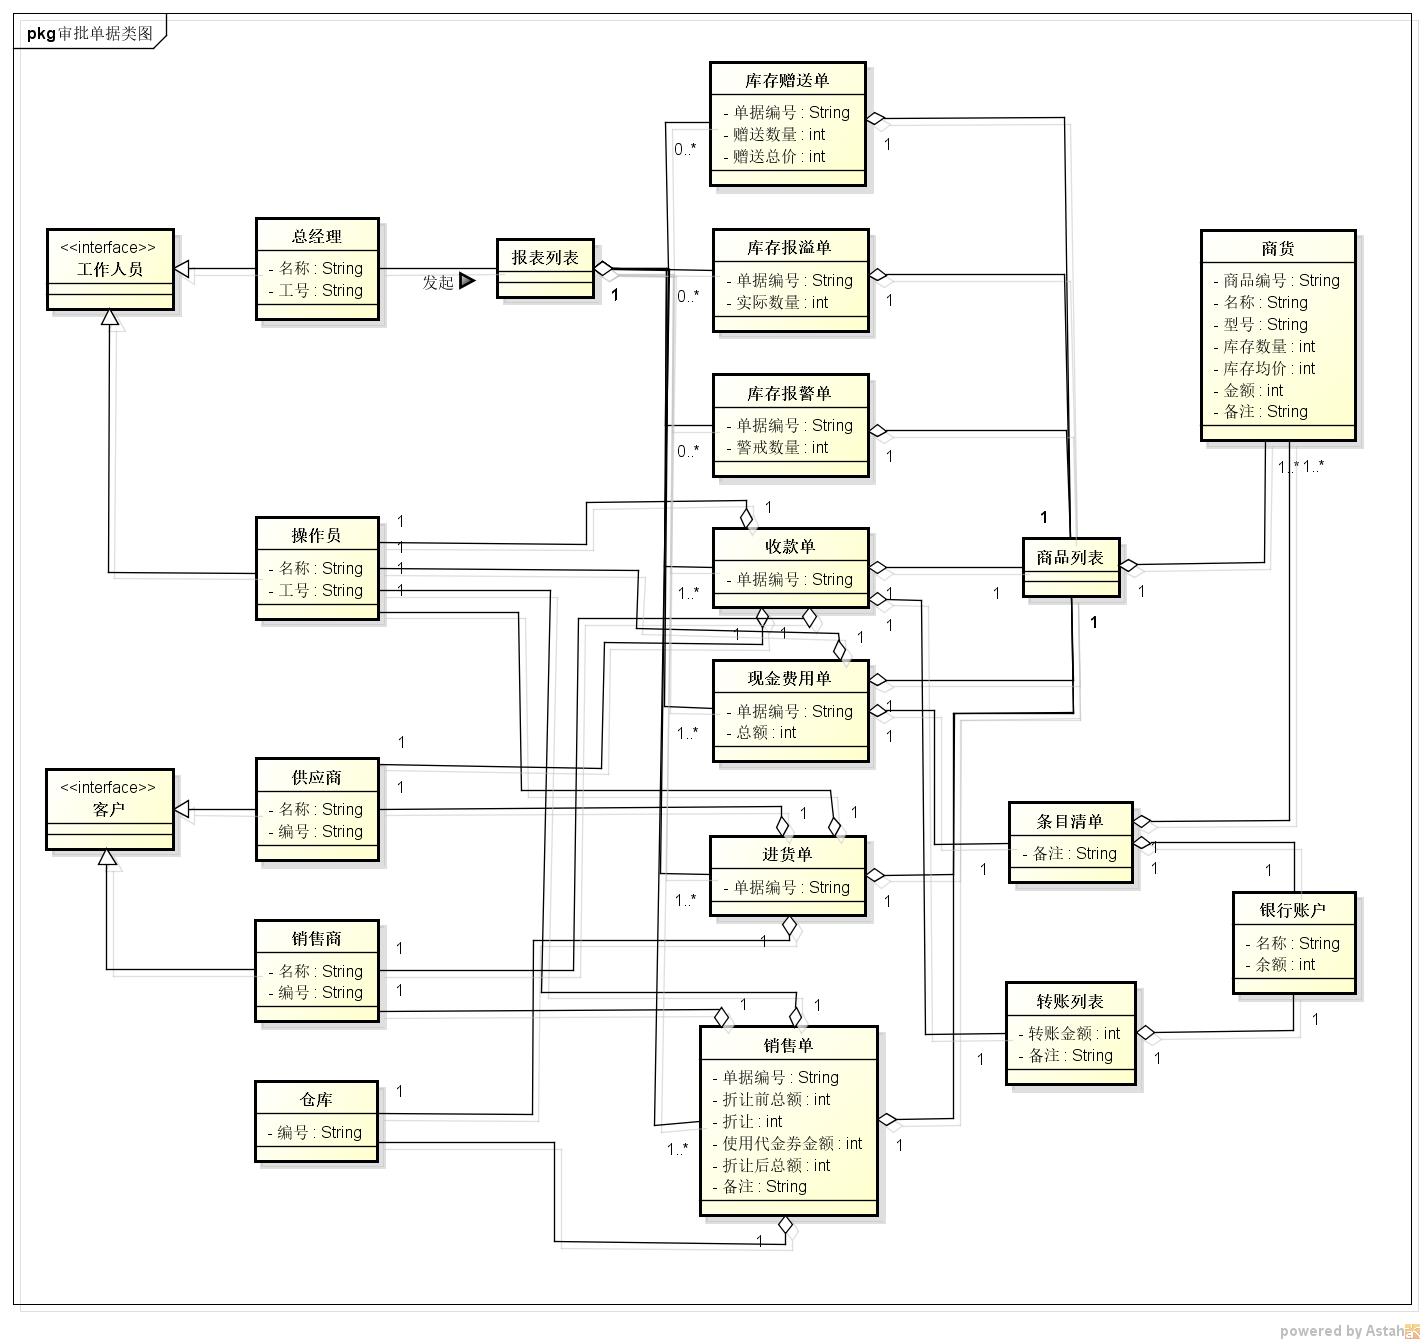 pkg审批单据类图
库存赠送单
- 单据编号 : String
- 赠送数量 : int
- 赠送总价 : int
0..*
1
<<interface>>
工作人员
总经理
- 名称 : String
- 工号 : String
发起
报表列表
1
库存报溢单
- 单据编号 : String
- 实际数量 : int
0..*
1
商货
- 商品编号 : String
- 名称 : String
- 型号 : String
- 库存数量 : int
- 库存均价 : int
- 金额 : int
- 备注 : String
1..*
1..*
库存报警单
- 单据编号 : String
- 警戒数量 : int
0..*
1
操作员
- 名称 : String
- 工号 : String
1
1
1
1
1
收款单
- 单据编号 : String
1..*
1
1
1
1
1
商品列表
1
1
1
1
现金费用单
- 单据编号 : String
- 总额 : int
1..*
1
1
<<interface>>
客户
供应商
- 名称 : String
- 编号 : String
1
1
1
1
进货单
- 单据编号 : String
1..*
1
1
条目清单
- 备注 : String
1
1
1
1
银行账户
- 名称 : String
- 余额 : int
1
销售商
- 名称 : String
- 编号 : String
1
1
1
1
转账列表
- 转账金额 : int
- 备注 : String
1
1
销售单
- 单据编号 : String
- 折让前总额 : int
- 折让 : int
- 使用代金券金额 : int
- 折让后总额 : int
- 备注 : String
1..*
1
1
仓库
- 编号 : String
1
powered by Astah